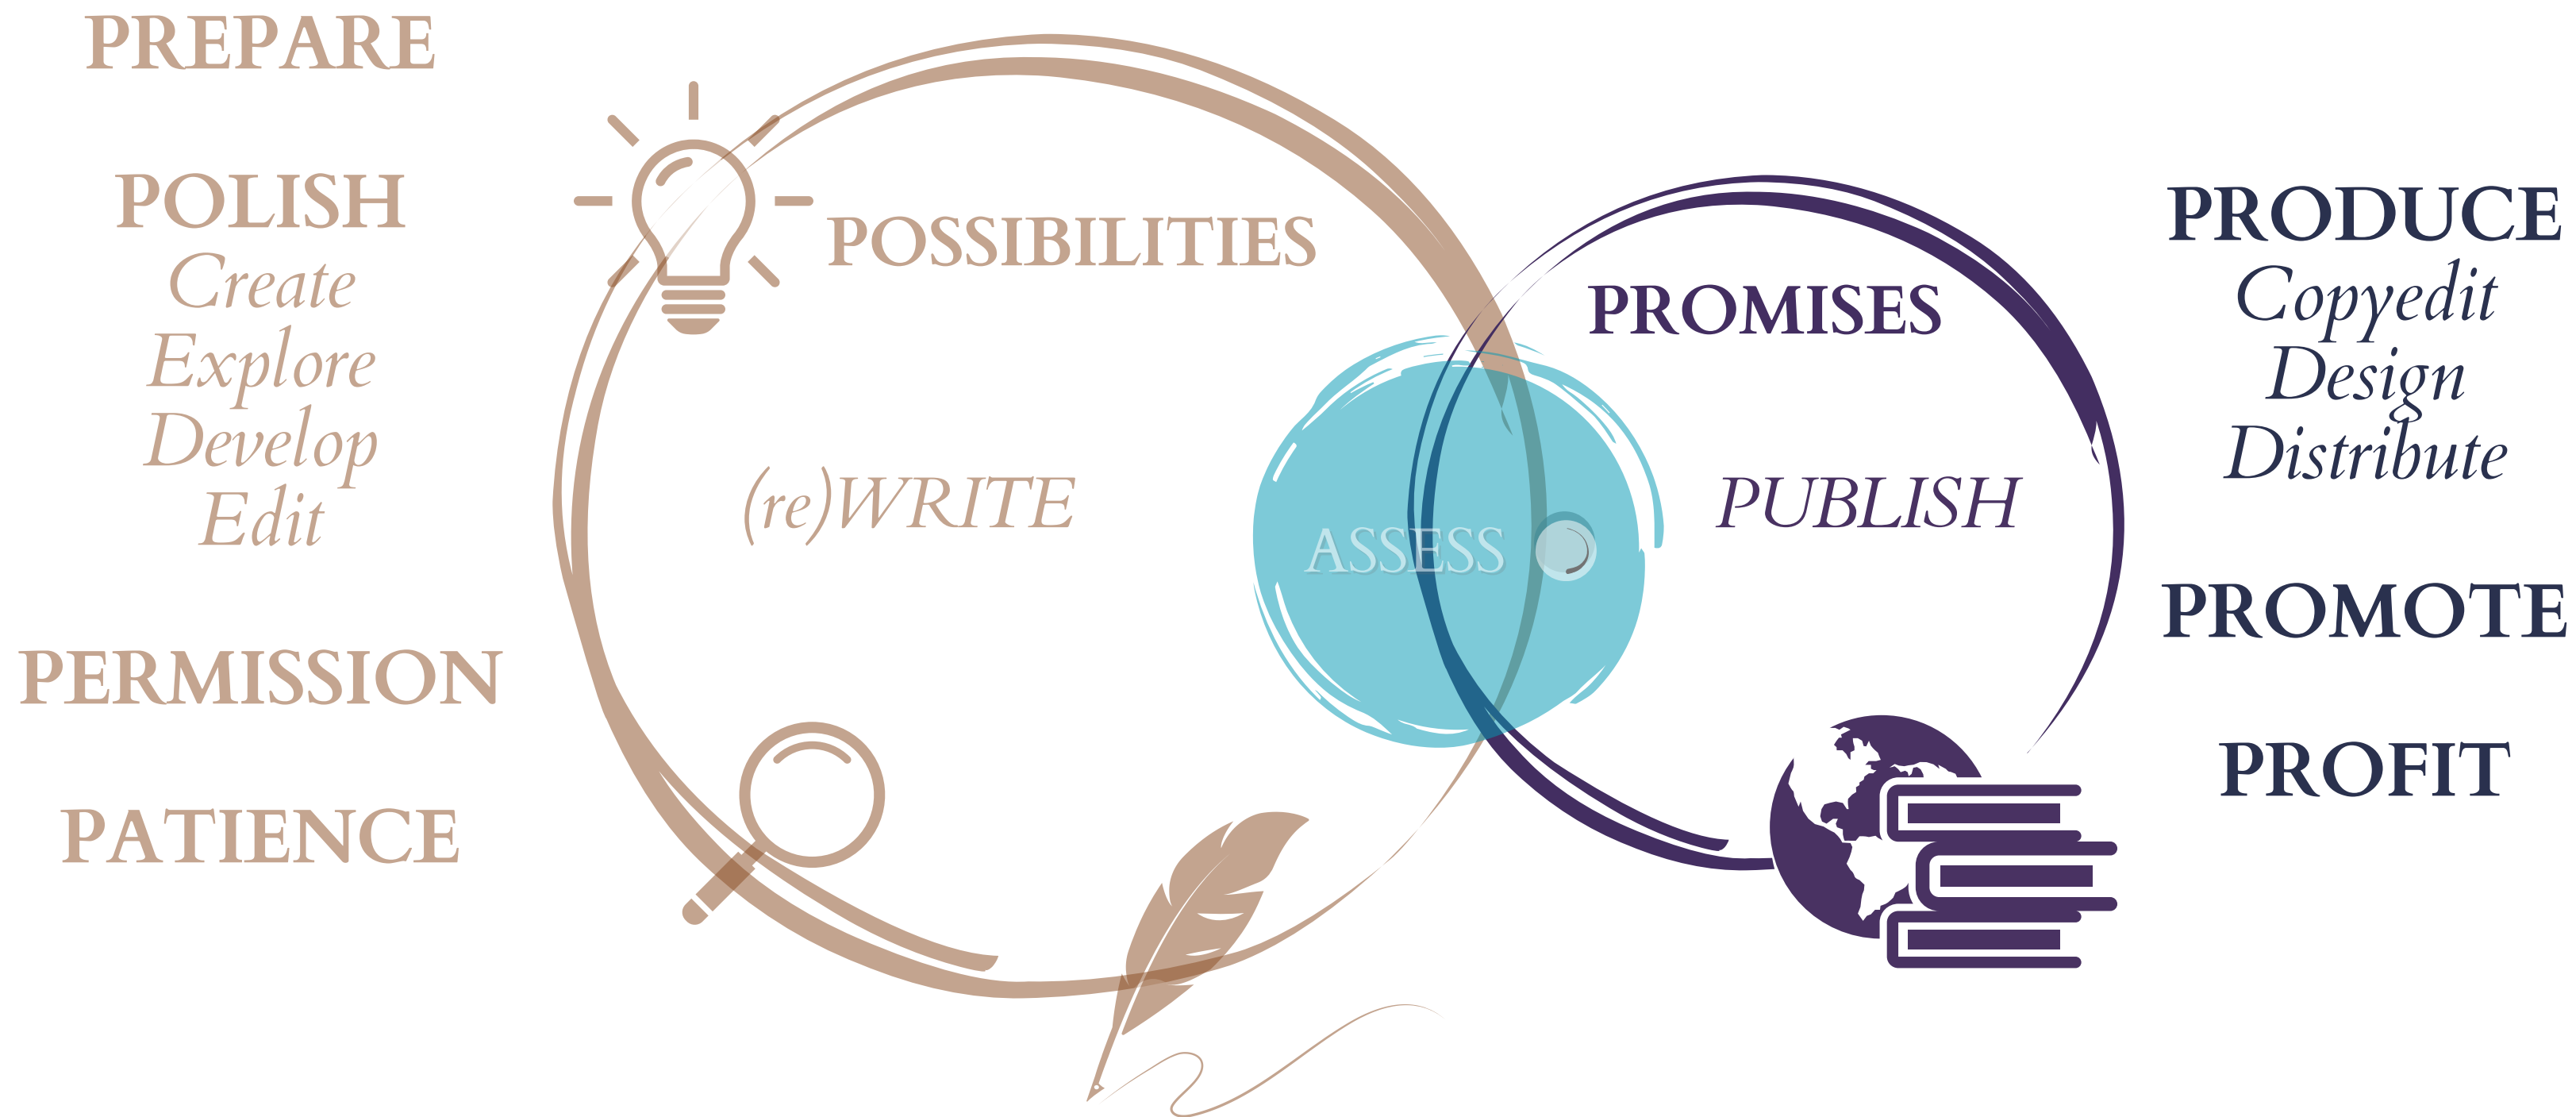 PREPARE
POLISH
Create
Explore
Develop
Edit
PERMISSION
PATIENCE
POSSIBILITIES
(re)WRITE
ASSESS
PROMISES
PUBLISH
PRODUCE
Copyedit
Design
Distribute
PROMOTE
PROFIT